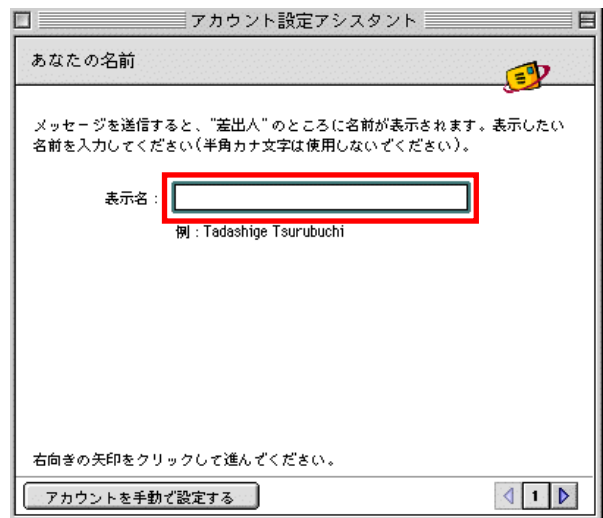 アカウント設定アシスタント
あなたの名前
メッセージを送信すると、"差出人"のところに名前が表示されます。表示したい
名前を入力してください(半角カナ文字は使用しないでください)。
表示名:
例:Tadashige Tsurubuchi
右向きの矢印をクリックして進んでください。
アカウントを手動で設定する
1